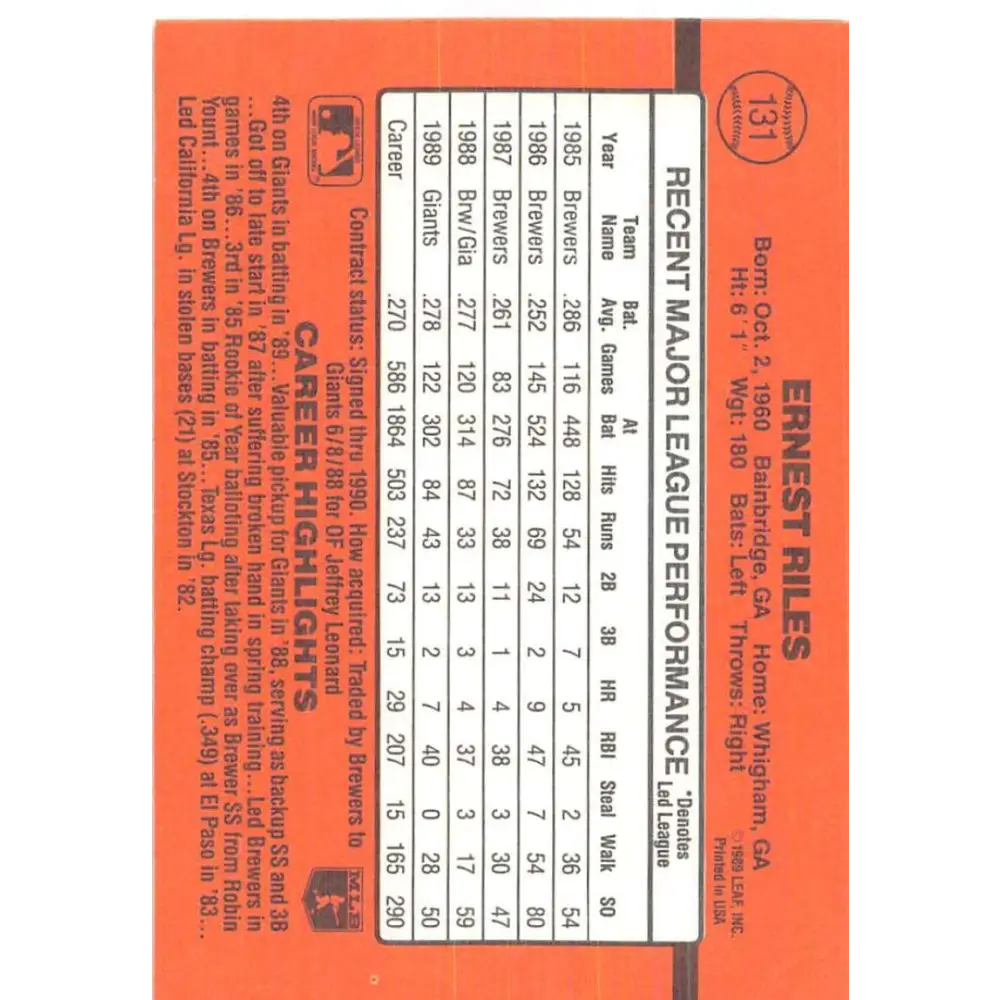 131
ERNEST RILES
Born: Oct. 2, 1960 Bainbridge, GA Home: Whigham, GA
Ht: 6'1" Wgt: 180 Bats: Left Throws: Right
© 1989 LEAF, INC.
Printed in USA
RECENT MAJOR LEAGUE PERFORMANCE *Denotes Led League
Year Team Name Bat. Avg. Games At Bat Hits Runs 2B 3B HR RBI Steal Walk SO
1985 Brewers .286 116 448 128 54 12 7 5 45 2 36 54
1986 Brewers .252 145 524 132 69 24 2 9 47 7 54 80
1987 Brewers .261 83 276 72 38 11 1 4 38 3 30 47
1988 Brw/Gia .277 120 314 87 33 13 3 4 37 3 17 59
1989 Giants .278 122 302 84 43 13 2 7 40 0 28 50
Career .270 586 1864 503 237 73 15 29 207 15 165 290
Contract status: Signed thru 1990. How acquired: Traded by Brewers to
Giants 6/8/88 for OF Jeffrey Leonard
MLB
CAREER HIGHLIGHTS
4th on Giants in batting in '89...Valuable pickup for Giants in '88, serving as backup SS and 3B
...Got off to late start in '87 after suffering broken hand in spring training...Led Brewers in
games in '86...3rd in '85 Rookie of Year balloting after taking over as Brewer SS from Robin
Yount...4th on Brewers in batting in '85...Texas Lg. batting champ (.349) at El Paso in '83...
Led California Lg. in stolen bases (21) at Stockton in '82.